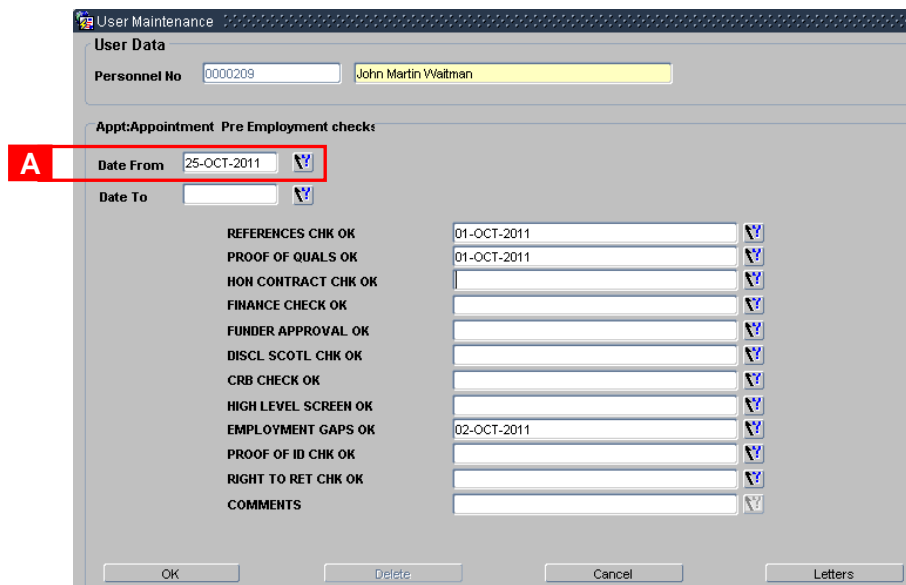 User Maintenance
User Data
Personnel No 0000209 John Martin Waitman
Appt:Appointment Pre Employment checks
A Date From 25-OCT-2011
Date To
REFERENCES CHK OK 01-OCT-2011
PROOF OF QUALS OK 01-OCT-2011
HON CONTRACT CHK OK
FINANCE CHECK OK
FUNDER APPROVAL OK
DISCL SCOTL CHK OK
CRB CHECK OK
HIGH LEVEL SCREEN OK
EMPLOYMENT GAPS OK 02-OCT-2011
PROOF OF ID CHK OK
RIGHT TO RET CHK OK
COMMENTS
OK Delete Cancel Letters